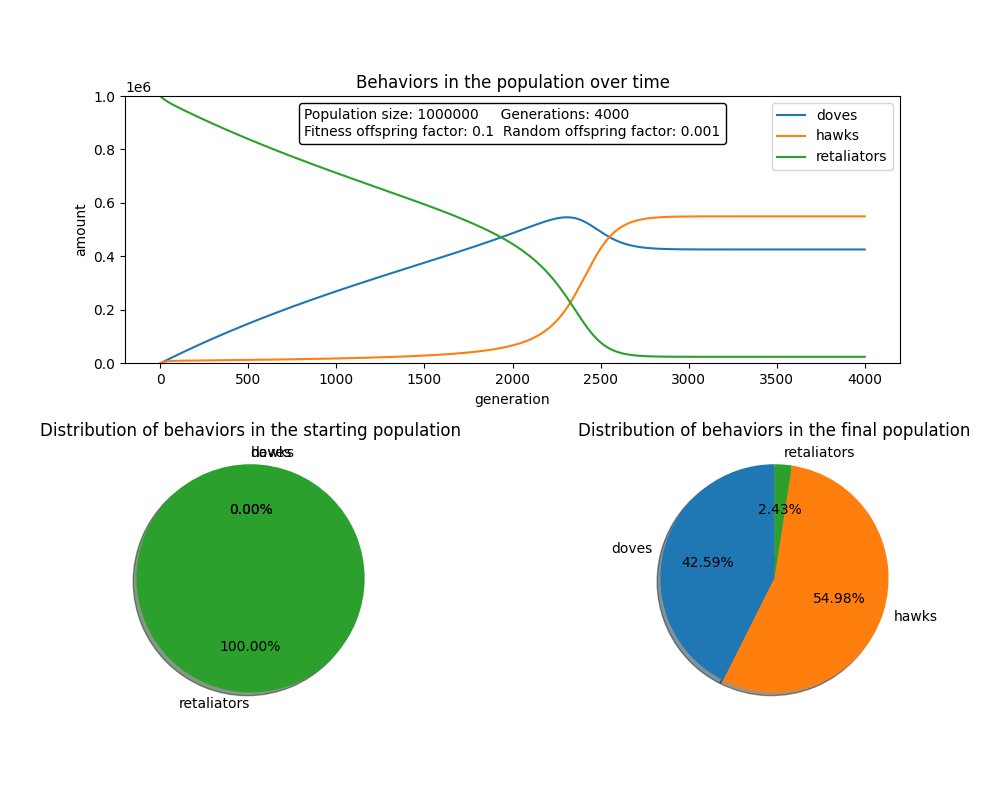 Behaviors in the population over time
1e6
Population size: 1000000 Generations: 4000
Fitness offspring factor: 0.1 Random offspring factor: 0.001
doves
hawks
retaliators
1.0
0.8
0.6
0.4
0.2
0.0
amount
0 500 1000 1500 2000 2500 3000 3500 4000
generation
Distribution of behaviors in the starting population
doves
hawks
0.00%
100.00%
retaliators
Distribution of behaviors in the final population
retaliators
2.43%
doves
42.59%
54.98%
hawks